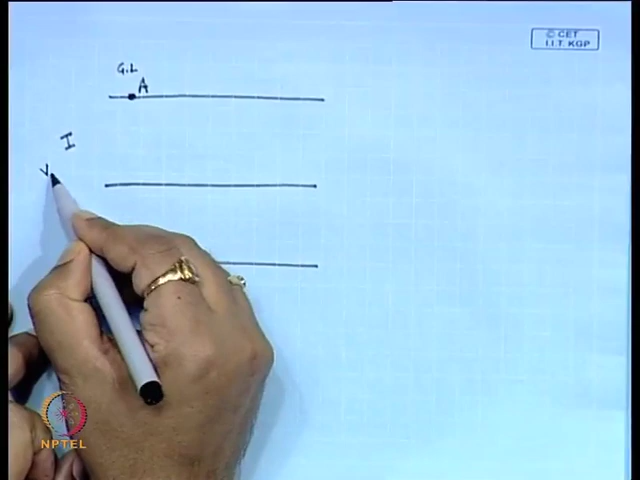 © CET
I.I.T. KGP
G.L
A
I
V
NPTEL